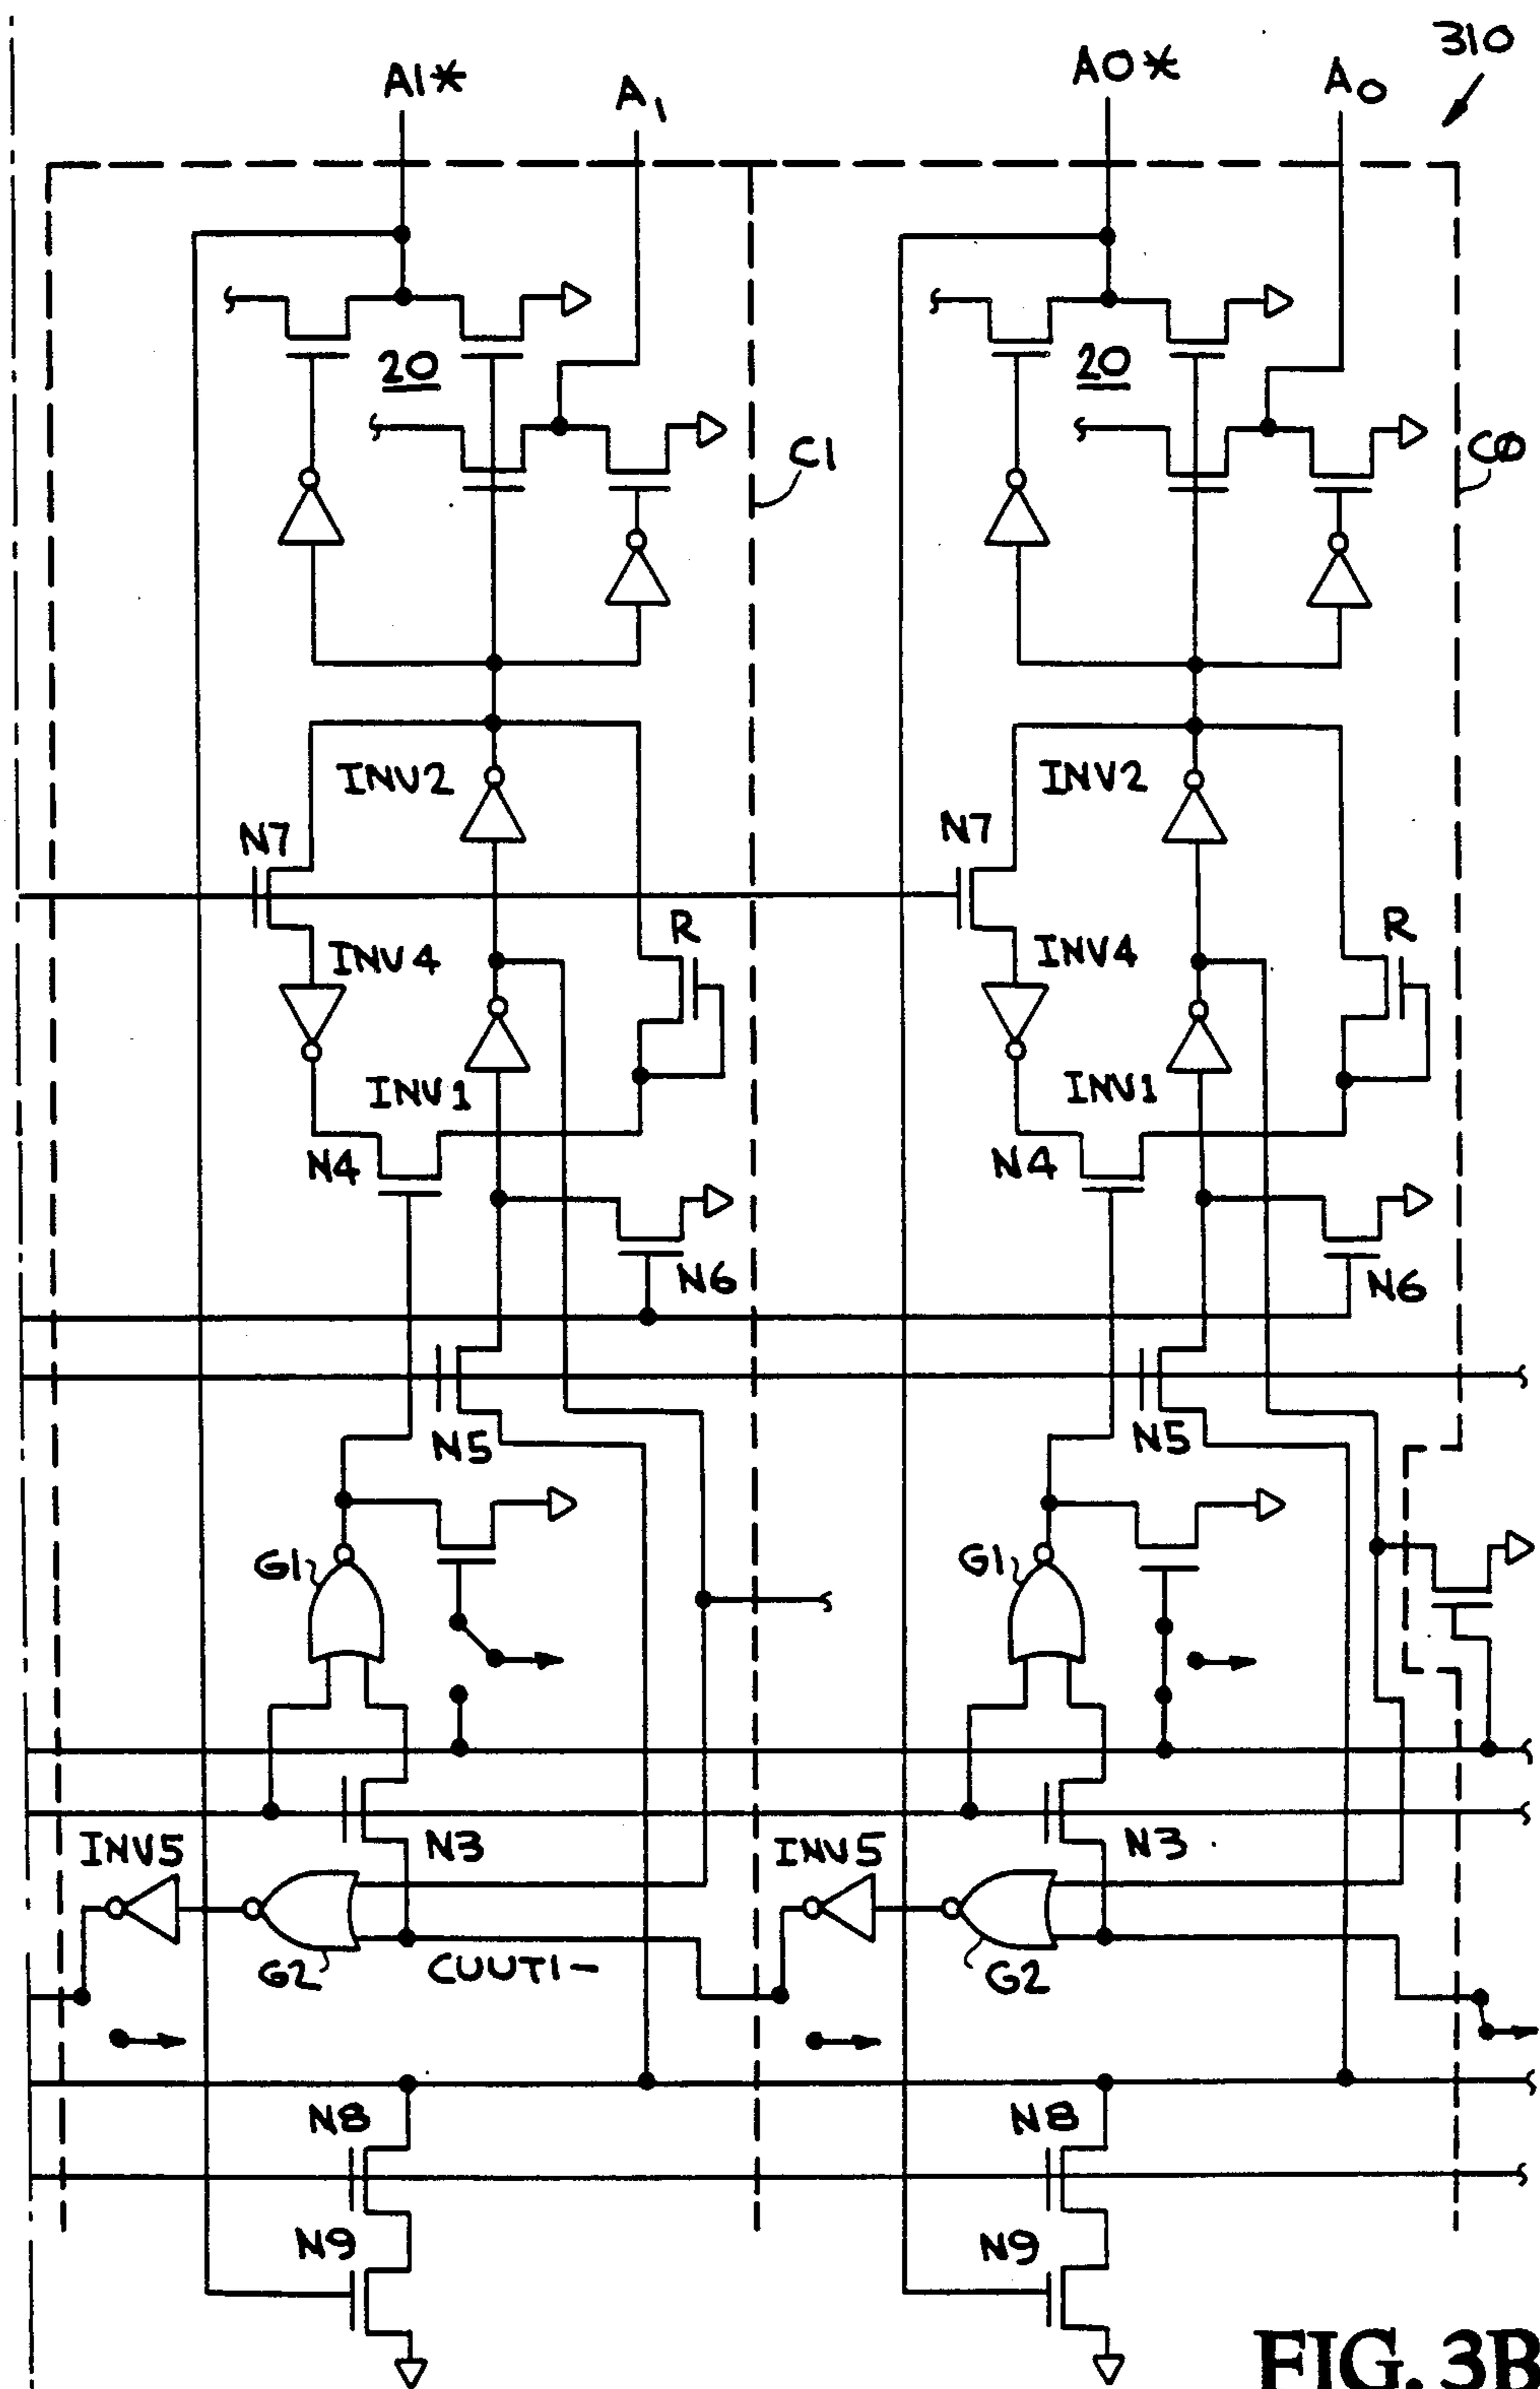 310
A1* A1 A0* A0
20 20
C1 CØ
INV2 INV2
N7 N7
R R
INV4 INV4
INV1 INV1
N4 N4
N6 N6
N5 N5
G1 G1
N3 N3
INV5 INV5
G2 CUUT1- G2
N8 N8
N9 N9
FIG. 3B